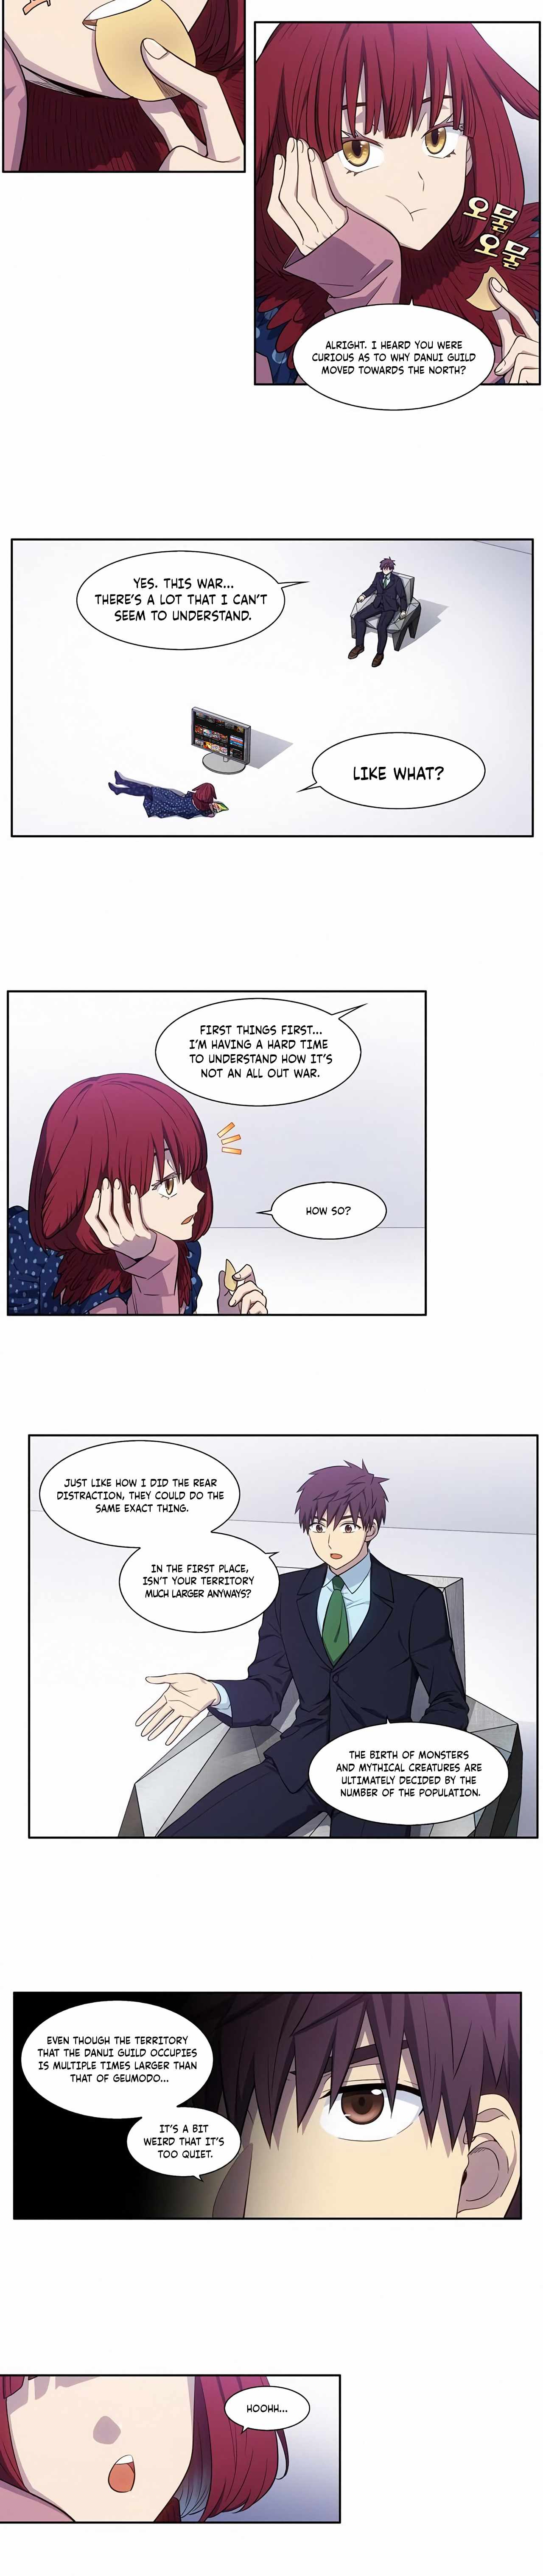 오물
오물
ALRIGHT. I HEARD YOU WERE
CURIOUS AS TO WHY DANUI GUILD
MOVED TOWARDS THE NORTH?
YES. THIS WAR...
THERE'S A LOT THAT I CAN'T
SEEM TO UNDERSTAND.
LIKE WHAT?
FIRST THINGS FIRST...
I'M HAVING A HARD TIME
TO UNDERSTAND HOW IT'S
NOT AN ALL OUT WAR.
HOW SO?
JUST LIKE HOW I DID THE REAR
DISTRACTION, THEY COULD DO THE
SAME EXACT THING.
IN THE FIRST PLACE,
ISN'T YOUR TERRITORY
MUCH LARGER ANYWAYS?
THE BIRTH OF MONSTERS
AND MYTHICAL CREATURES ARE
ULTIMATELY DECIDED BY THE
NUMBER OF THE POPULATION.
EVEN THOUGH THE TERRITORY
THAT THE DANUI GUILD OCCUPIES
IS MULTIPLE TIMES LARGER THAN
THAT OF GEUMODO...
IT'S A BIT
WEIRD THAT IT'S
TOO QUIET.
HOOHH...